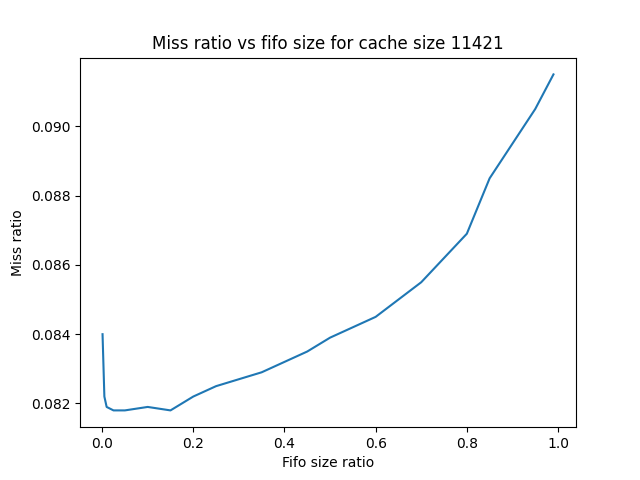 Miss ratio vs fifo size for cache size 11421
0.090
0.088
0.086
0.084
0.082
Miss ratio
0.0 0.2 0.4 0.6 0.8 1.0
Fifo size ratio